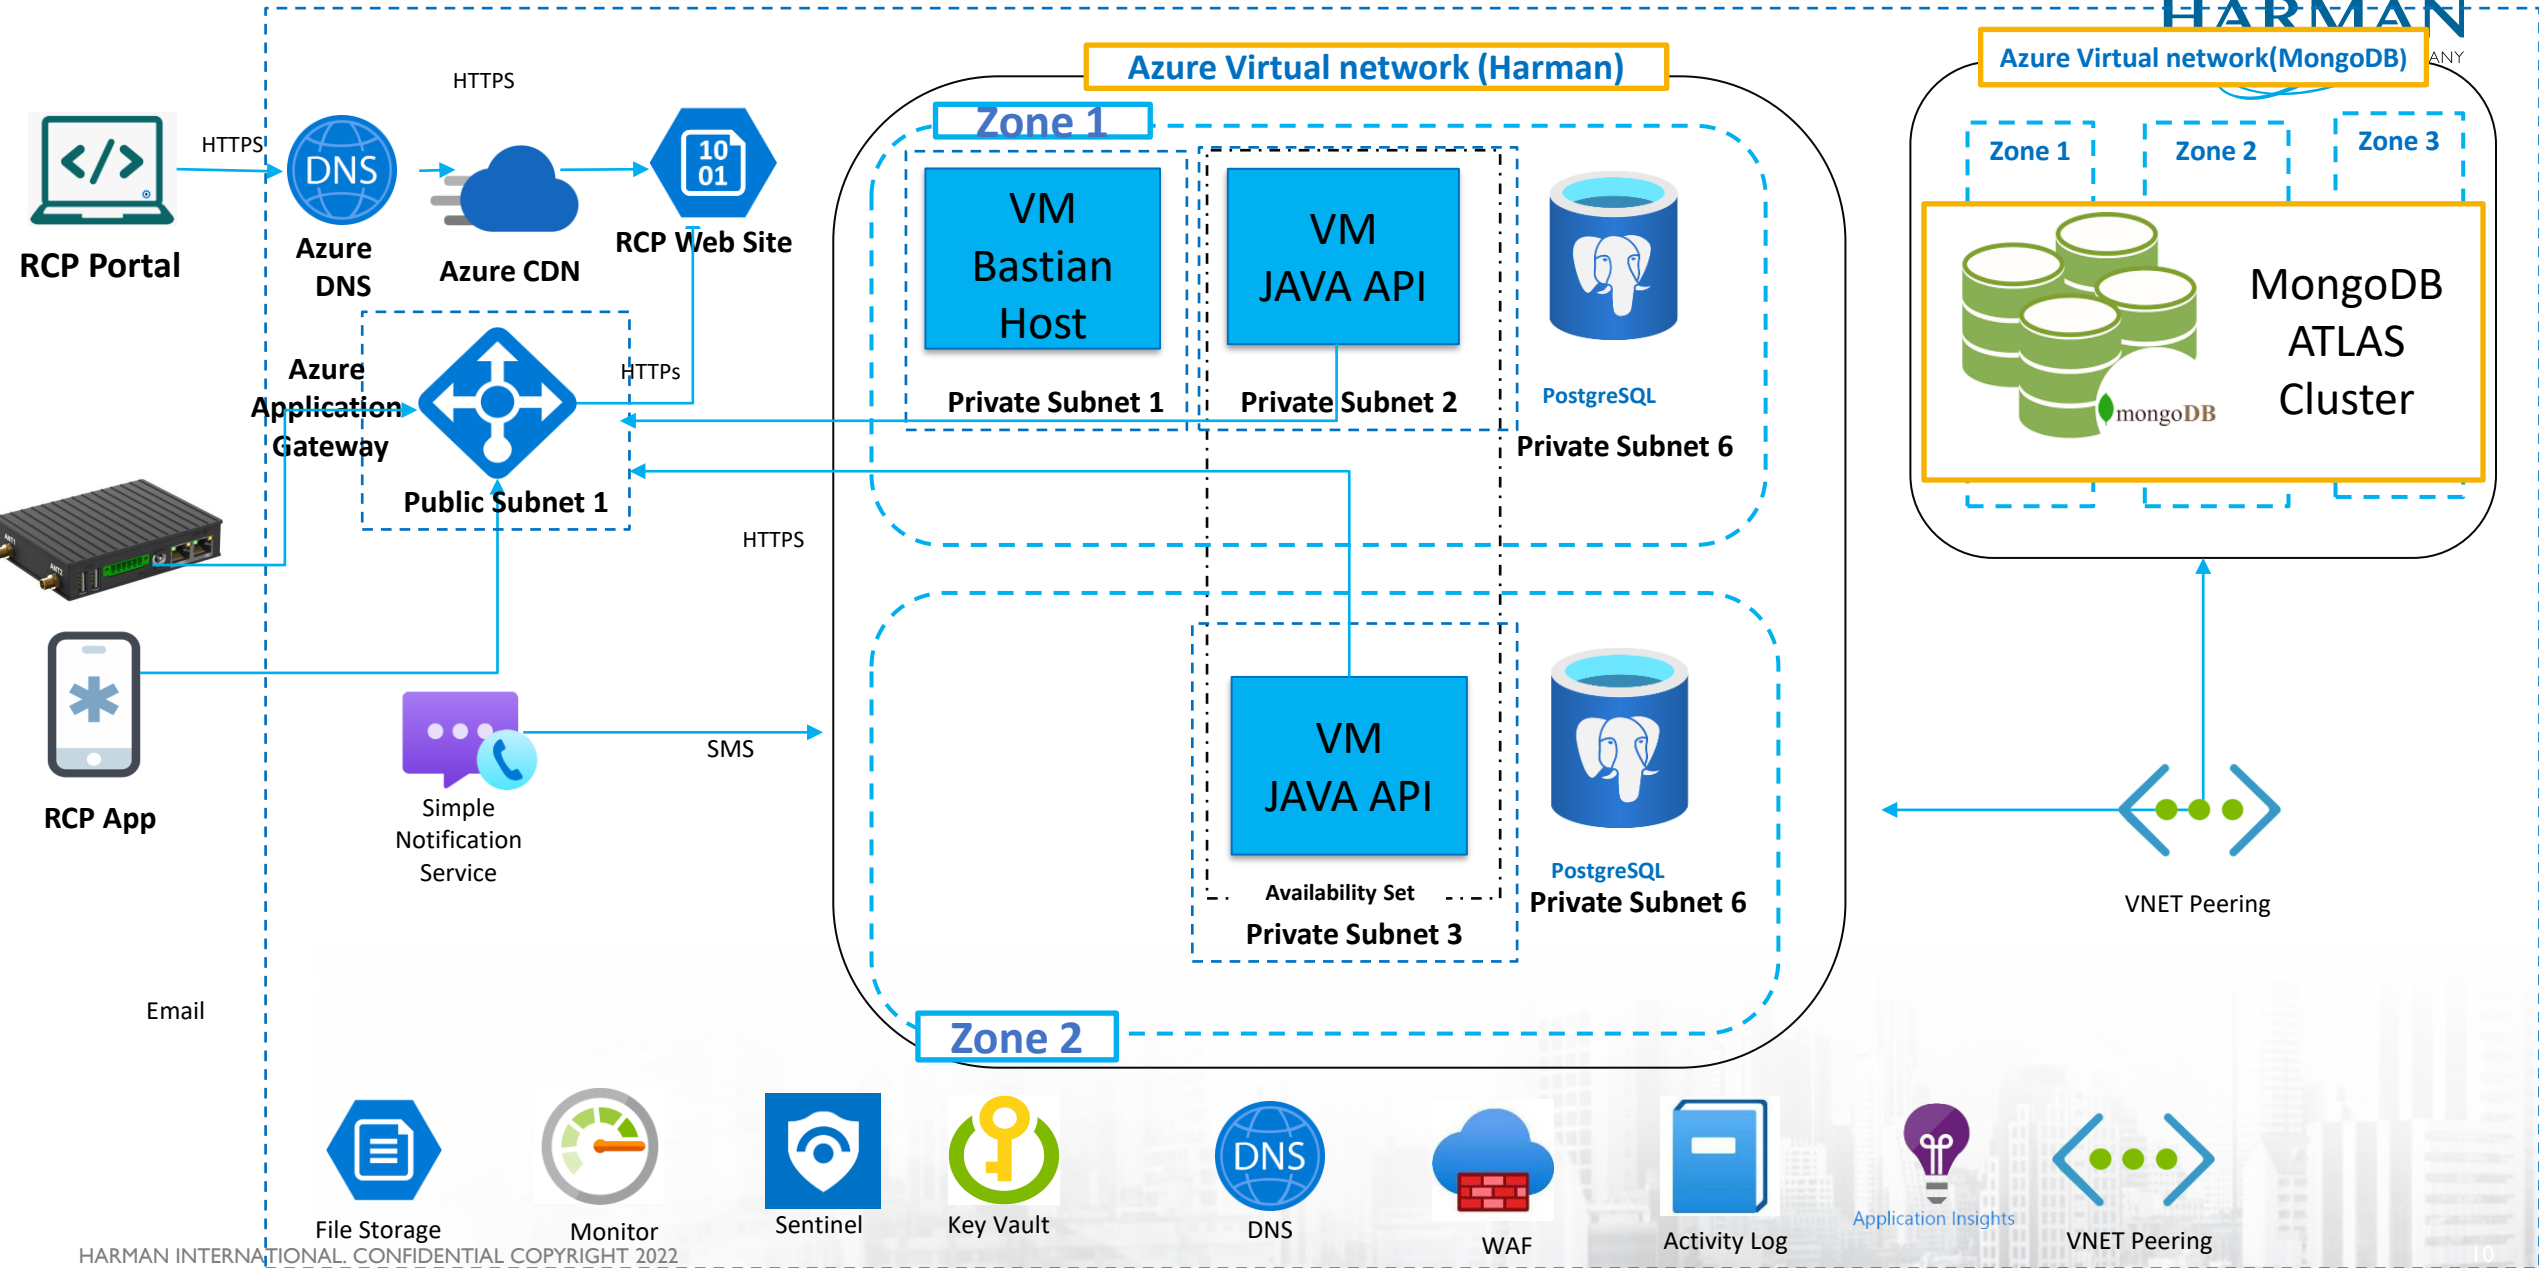 HARMAN
ANY
Azure Virtual network (Harman)
Azure Virtual network(MongoDB)
HTTPS
HTTPS
DNS
10
01
</>
RCP Portal
Azure
DNS
Azure CDN
RCP Web Site
Zone 1
VM
Bastian
Host
Private Subnet 1
VM
JAVA API
Private Subnet 2
PostgreSQL
Private Subnet 6
Zone 1
Zone 2
Zone 3
MongoDB
ATLAS
Cluster
mongoDB
Azure
Application
Gateway
HTTPs
Public Subnet 1
ANT1
ANT2
HTTPS
RCP App
SMS
Simple
Notification
Service
VM
JAVA API
Availability Set
Private Subnet 3
PostgreSQL
Private Subnet 6
VNET Peering
Email
Zone 2
File Storage
Monitor
Sentinel
Key Vault
DNS
DNS
WAF
Activity Log
Application Insights
VNET Peering
HARMAN INTERNATIONAL. CONFIDENTIAL COPYRIGHT 2022
10